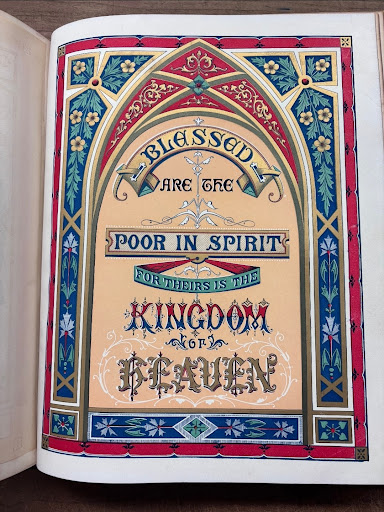 BLESSED
ARE THE
POOR IN SPIRIT
FOR THEIRS IS THE
KINGDOM
OF
HEAVEN